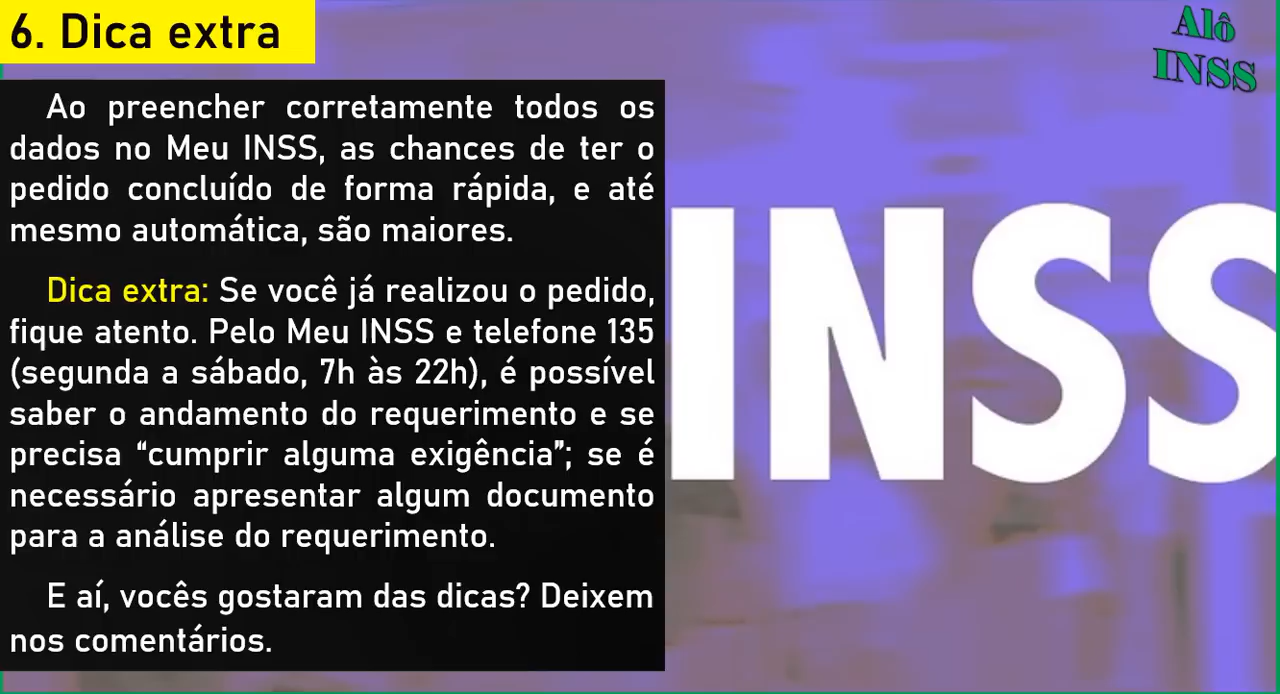 6. Dica extra
Alô
INSS
Ao preencher corretamente todos os
dados no Meu INSS, as chances de ter o
pedido concluído de forma rápida, e até
mesmo automática, são maiores.
Dica extra: Se você já realizou o pedido,
fique atento. Pelo Meu INSS e telefone 135
(segunda a sábado, 7h às 22h), é possível
saber o andamento do requerimento e se
precisa “cumprir alguma exigência”; se é
necessário apresentar algum documento
para a análise do requerimento.
E aí, vocês gostaram das dicas? Deixem
nos comentários.
INSS